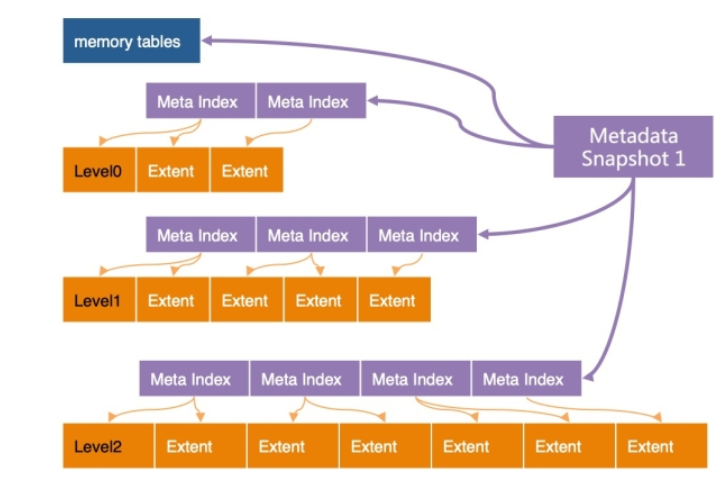 memory tables
Meta Index Meta Index
Metadata
Snapshot 1
Level0 Extent Extent
Meta Index Meta Index Meta Index
Level1 Extent Extent Extent Extent
Meta Index Meta Index Meta Index Meta Index
Level2 Extent Extent Extent Extent Extent Extent